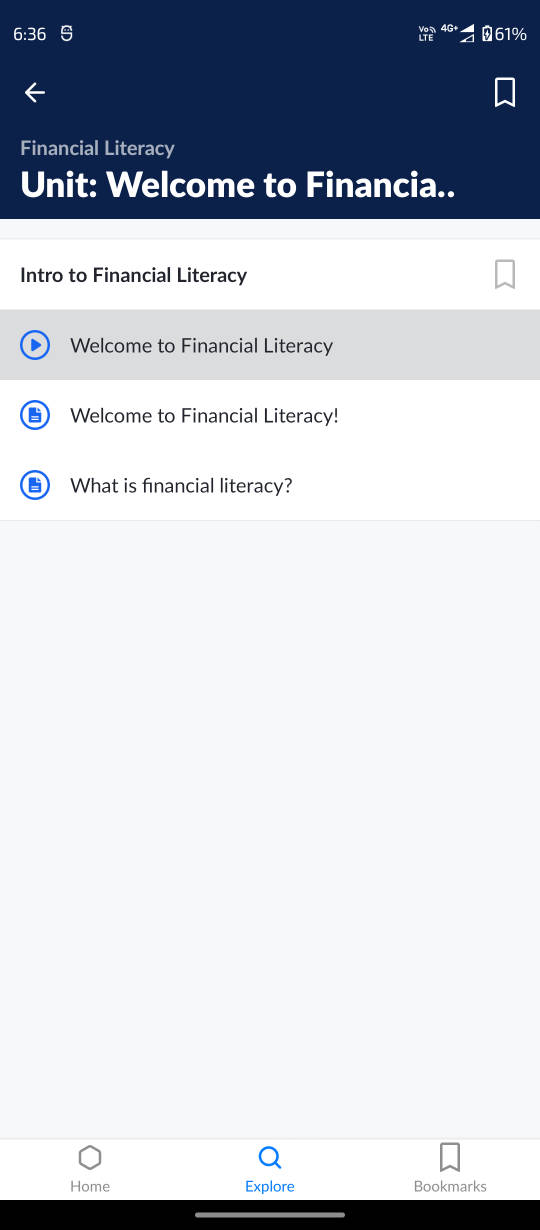 6:36 Vo LTE 4G+ 61%
Financial Literacy
Unit: Welcome to Financia..
Intro to Financial Literacy
Welcome to Financial Literacy
Welcome to Financial Literacy!
What is financial literacy?
Home Explore Bookmarks